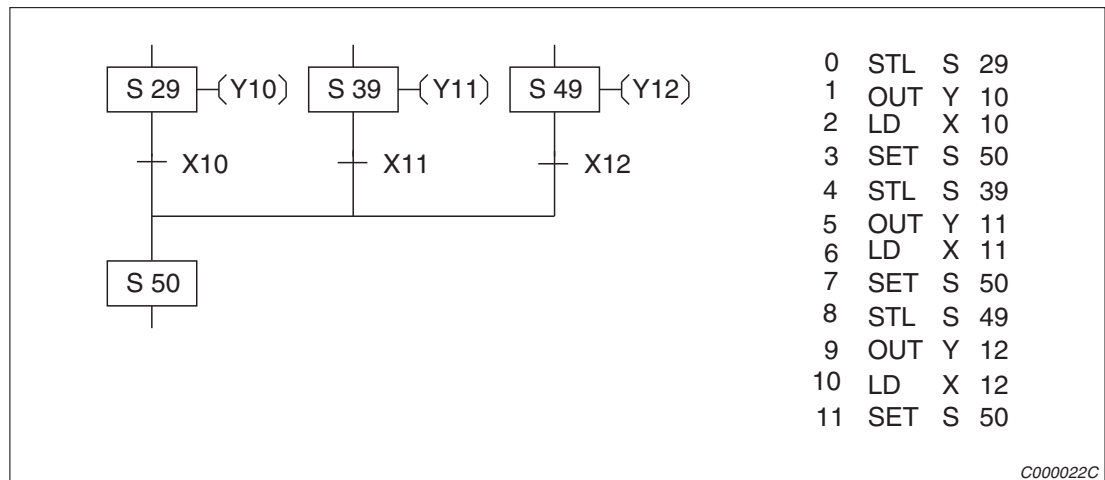 S 29 (Y10) S 39 (Y11) S 49 (Y12)
X10 X11 X12
S 50
0 STL S 29
1 OUT Y 10
2 LD X 10
3 SET S 50
4 STL S 39
5 OUT Y 11
6 LD X 11
7 SET S 50
8 STL S 49
9 OUT Y 12
10 LD X 12
11 SET S 50
C000022C